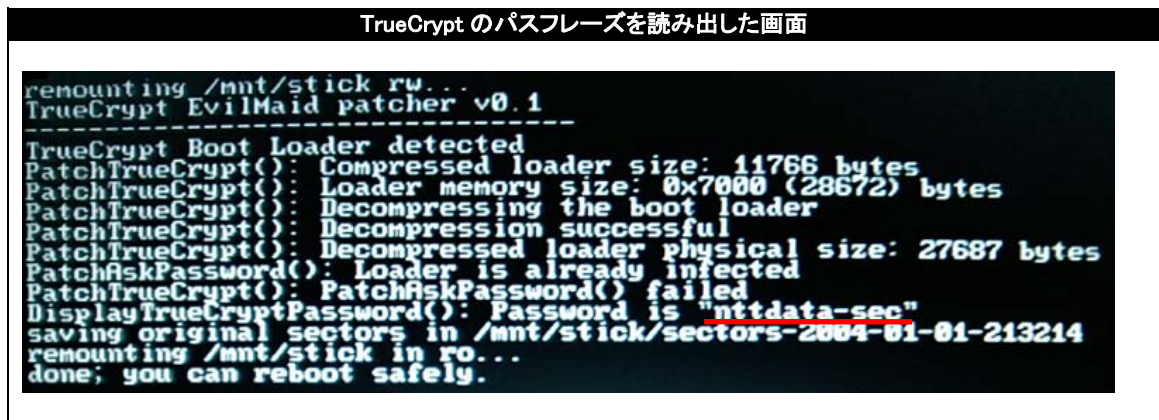 TrueCrypt のパスフレーズを読み出した画面
remounting /mnt/stick rw...
TrueCrypt EvilMaid patcher v0.1
---------------------------------
TrueCrypt Boot Loader detected
PatchTrueCrypt(): Compressed loader size: 11766 bytes
PatchTrueCrypt(): Loader memory size: 0x7000 (28672) bytes
PatchTrueCrypt(): Decompressing the boot loader
PatchTrueCrypt(): Decompression successful
PatchTrueCrypt(): Decompressed loader physical size: 27687 bytes
PatchAskPassword(): Loader is already infected
PatchTrueCrypt(): PatchAskPassword() failed
DisplayTrueCryptPassword(): Password is "nttdata-sec"
saving original sectors in /mnt/stick/sectors-2004-01-01-213214
remounting /mnt/stick in ro...
done; you can reboot safely.